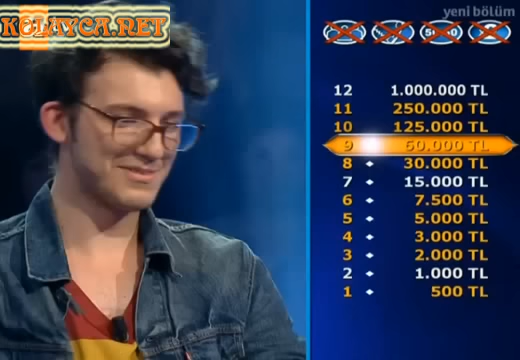 KOLAYCA.NET
yeni bölüm
12 1.000.000 TL
11 250.000 TL
10 125.000 TL
9 60.000 TL
8 30.000 TL
7 15.000 TL
6 7.500 TL
5 5.000 TL
4 3.000 TL
3 2.000 TL
2 1.000 TL
1 500 TL